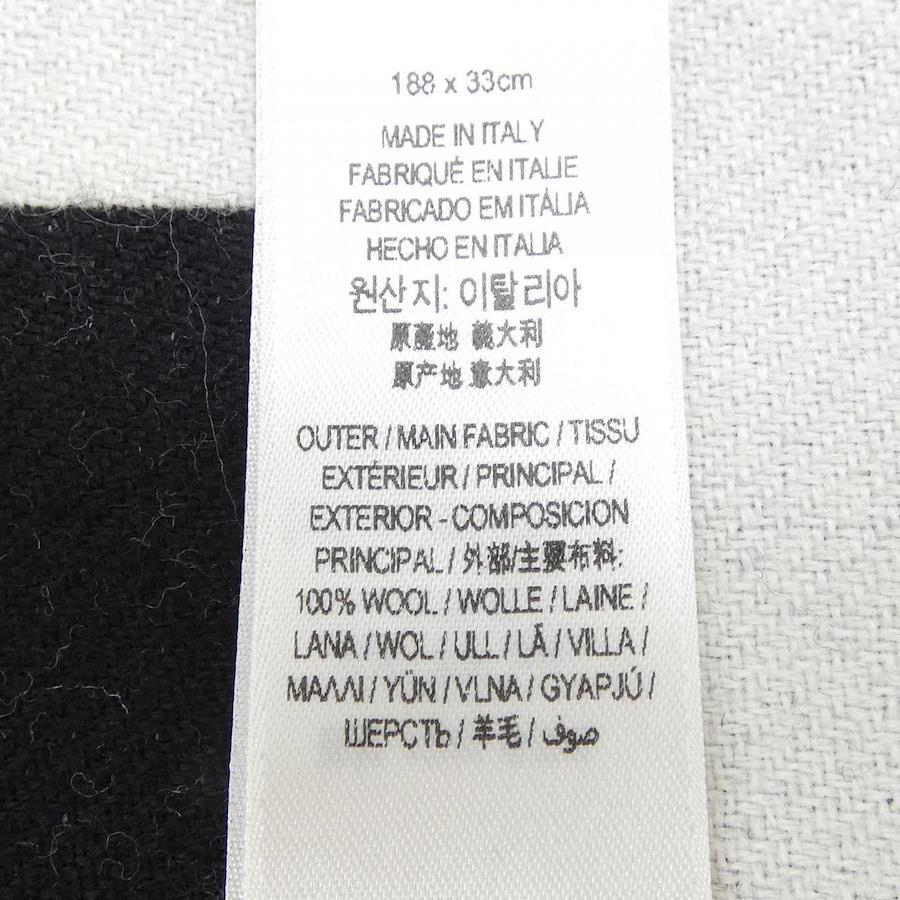 188 x 33cm
MADE IN ITALY
FABRIQUÉ EN ITALIE
FABRICADO EM ITÁLIA
HECHO EN ITALIA
원산지: 이탈리아
原產地 義大利
原产地 意大利
OUTER / MAIN FABRIC / TISSU
EXTÉRIEUR / PRINCIPAL /
EXTERIOR - COMPOSICION
PRINCIPAL / 外部/主要布料:
100% WOOL / WOLLE / LAINE /
LANA / WOL / ULL / LÃ / VILLA /
ΜΑΛΛΙ / YÜN / VLNA / GYAPJÚ /
ШЕРСТЬ / 羊毛 / صوف